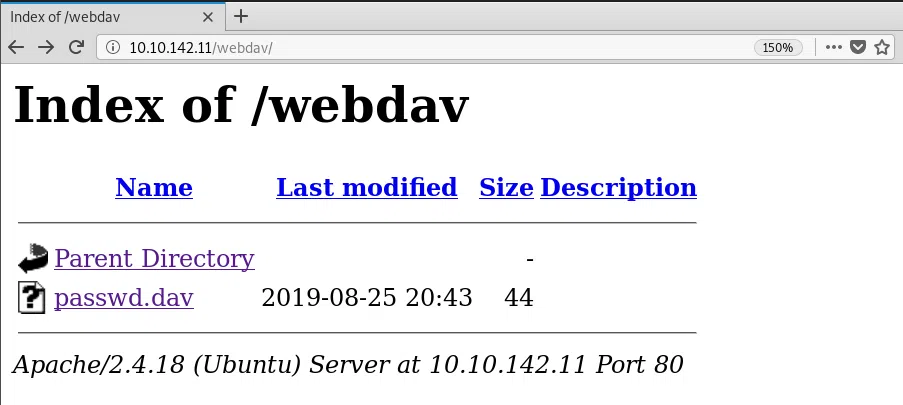 Index of /webdav
10.10.142.11/webdav/ 150%
Index of /webdav
Name Last modified Size Description
Parent Directory -
passwd.dav 2019-08-25 20:43 44
Apache/2.4.18 (Ubuntu) Server at 10.10.142.11 Port 80